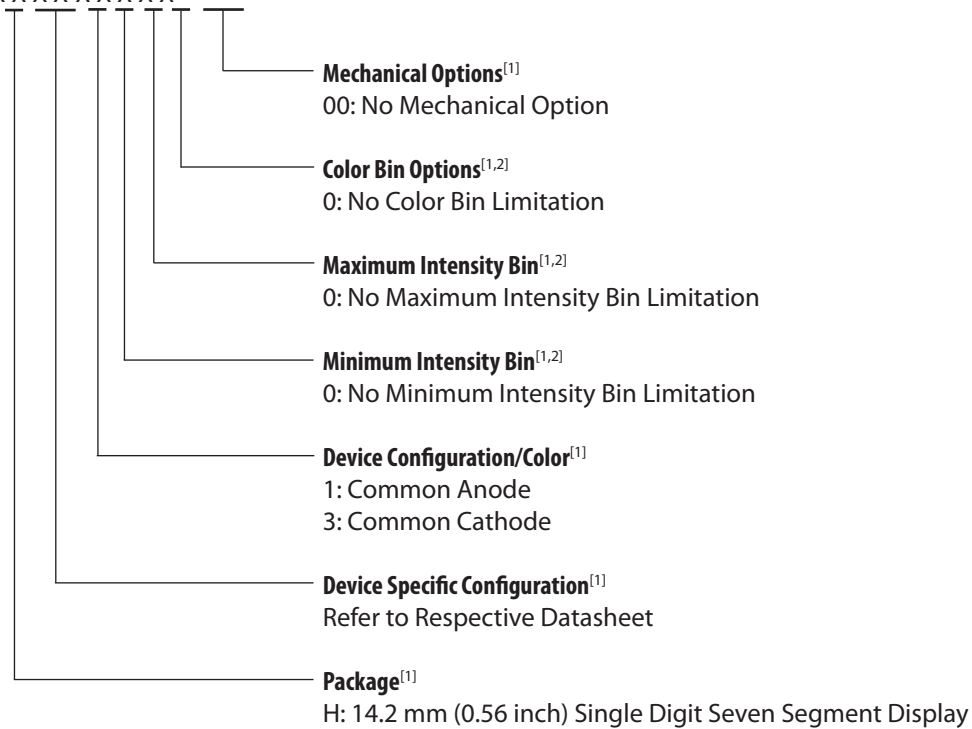 Mechanical Options[1]
00: No Mechanical Option
Color Bin Options[1,2]
0: No Color Bin Limitation
Maximum Intensity Bin[1,2]
0: No Maximum Intensity Bin Limitation
Minimum Intensity Bin[1,2]
0: No Minimum Intensity Bin Limitation
Device Configuration/Color[1]
1: Common Anode
3: Common Cathode
Device Specific Configuration[1]
Refer to Respective Datasheet
Package[1]
H: 14.2 mm (0.56 inch) Single Digit Seven Segment Display